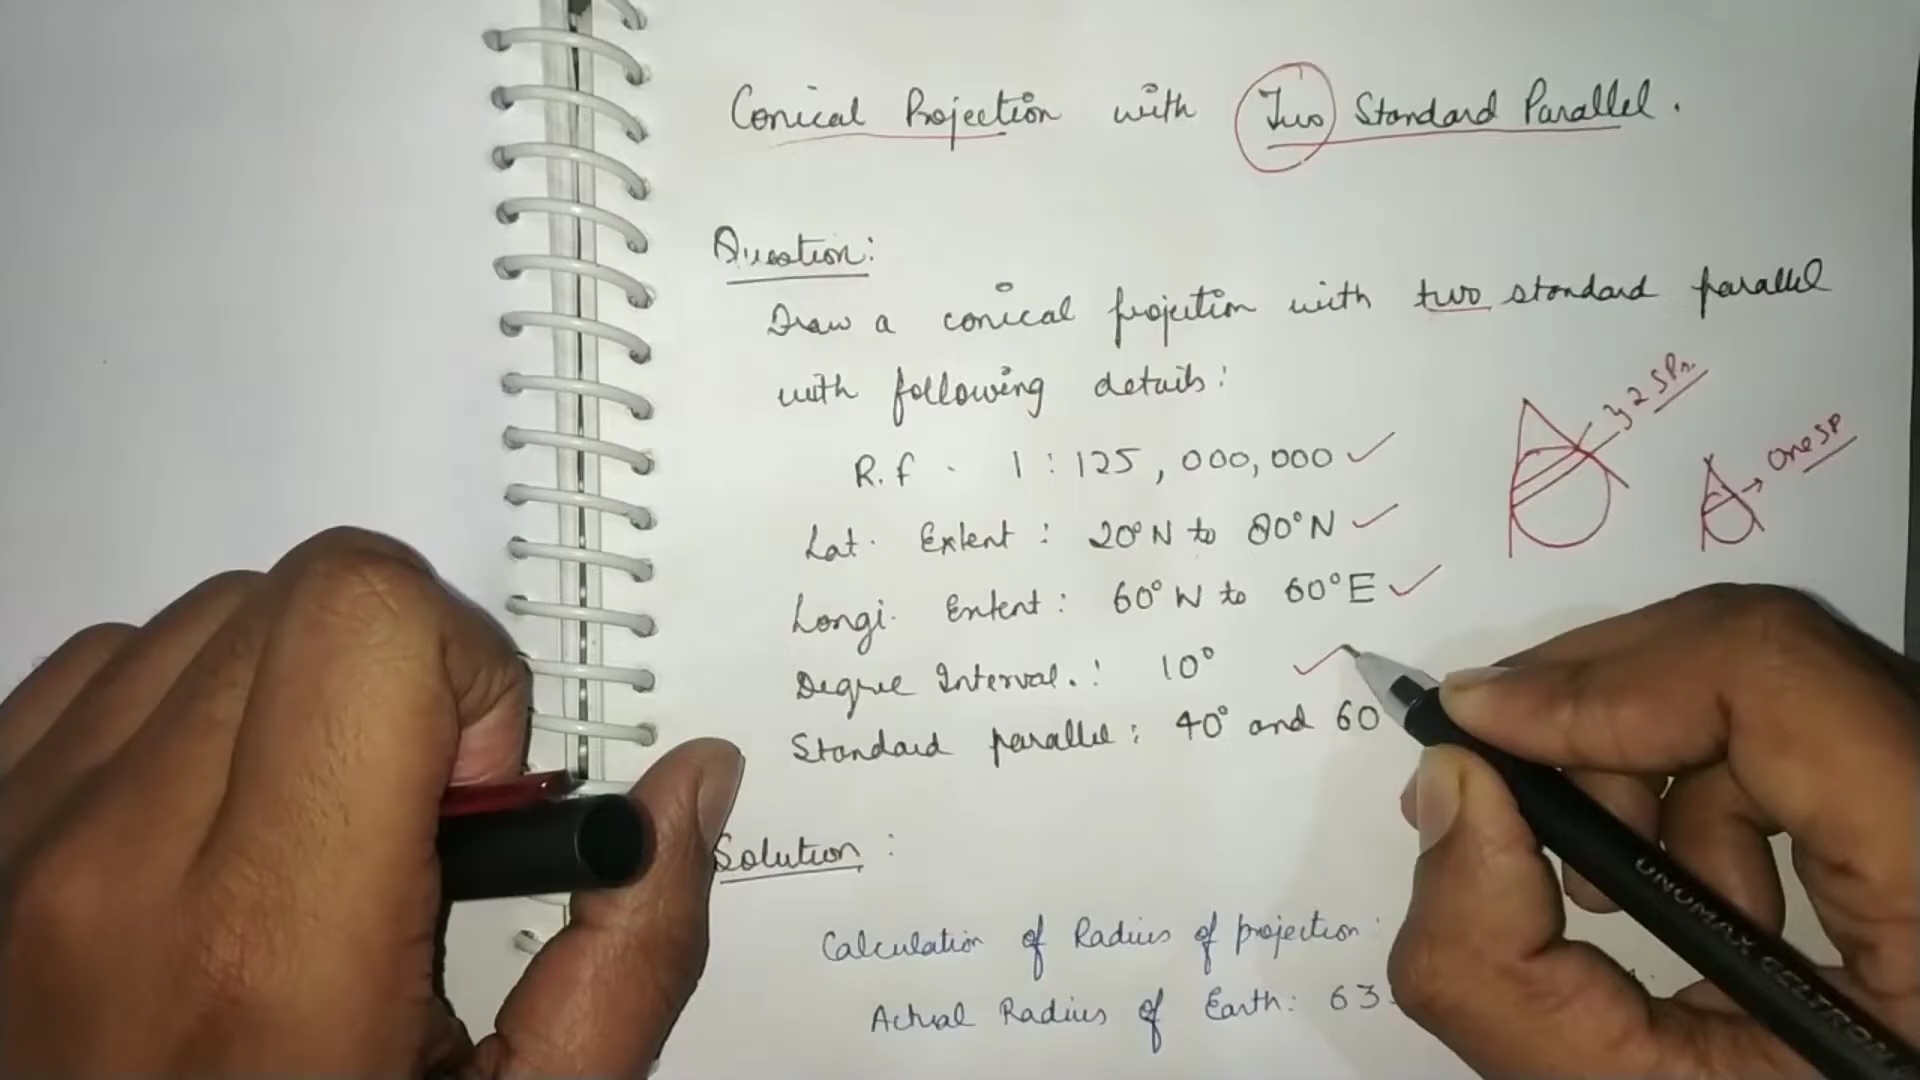 Conical Projection with Two Standard Parallel.
Question:
Draw a conical projection with two standard parallel
with following details:
R.f. 1 : 125,000,000
Lat. Extent : 20°N to 80°N
Longi. Extent : 60°W to 60°E
Degree Interval. : 10°
Standard parallel : 40° and 60
Solution :
Calculation of Radius of projection :
Actual Radius of Earth: 63
2 SPs.
One SP
UNOMAX GELTRON